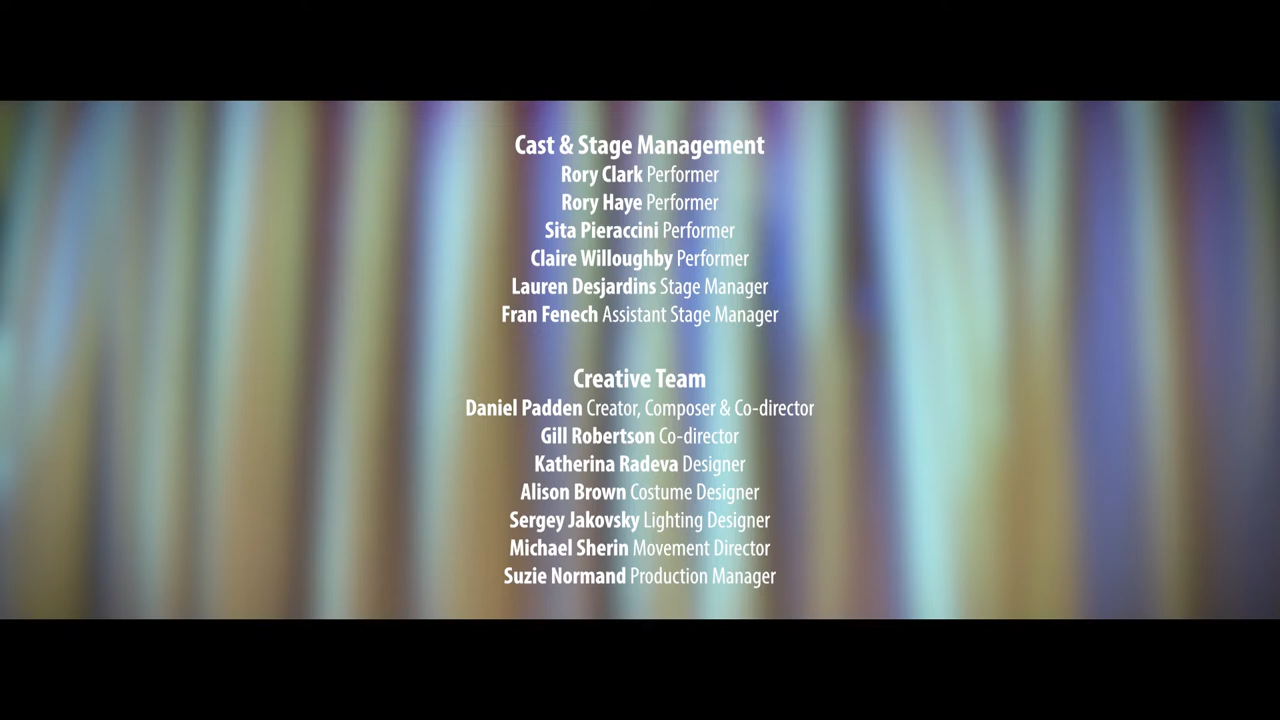 Cast & Stage Management
Rory Clark Performer
Rory Haye Performer
Sita Pieraccini Performer
Claire Willoughby Performer
Lauren Desjardins Stage Manager
Fran Fenech Assistant Stage Manager
Creative Team
Daniel Padden Creator, Composer & Co-director
Gill Robertson Co-director
Katherina Radeva Designer
Alison Brown Costume Designer
Sergey Jakovsky Lighting Designer
Michael Sherin Movement Director
Suzie Normand Production Manager